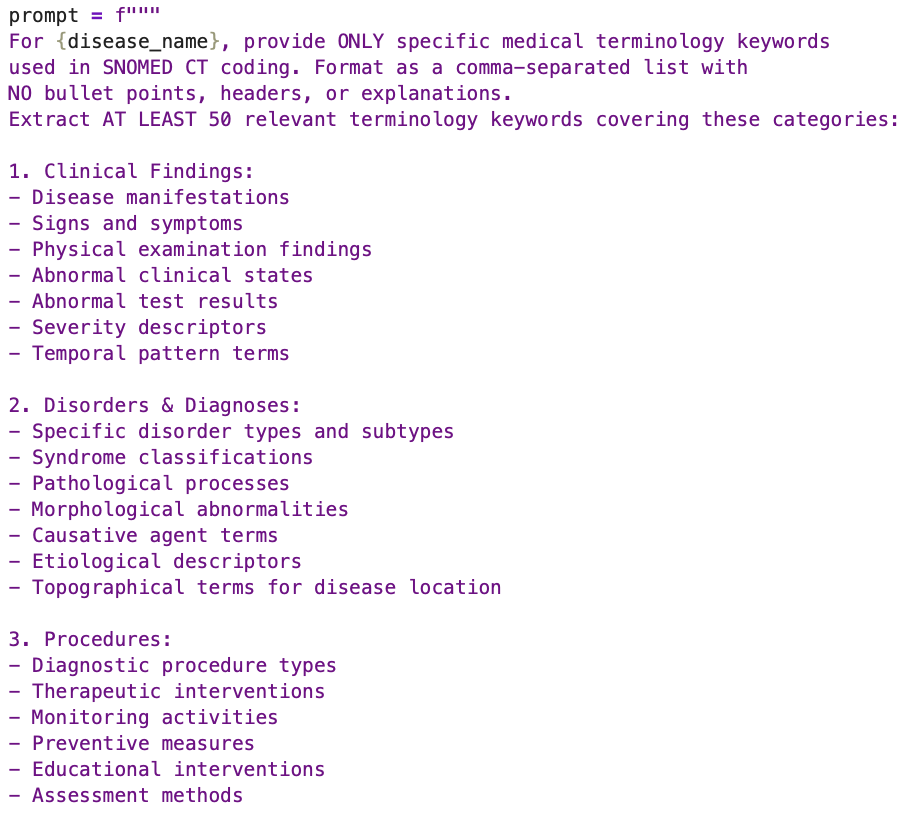 prompt = f"""
For {disease_name}, provide ONLY specific medical terminology keywords
used in SNOMED CT coding. Format as a comma-separated list with
NO bullet points, headers, or explanations.
Extract AT LEAST 50 relevant terminology keywords covering these categories:

1. Clinical Findings:
- Disease manifestations
- Signs and symptoms
- Physical examination findings
- Abnormal clinical states
- Abnormal test results
- Severity descriptors
- Temporal pattern terms

2. Disorders & Diagnoses:
- Specific disorder types and subtypes
- Syndrome classifications
- Pathological processes
- Morphological abnormalities
- Causative agent terms
- Etiological descriptors
- Topographical terms for disease location

3. Procedures:
- Diagnostic procedure types
- Therapeutic interventions
- Monitoring activities
- Preventive measures
- Educational interventions
- Assessment methods